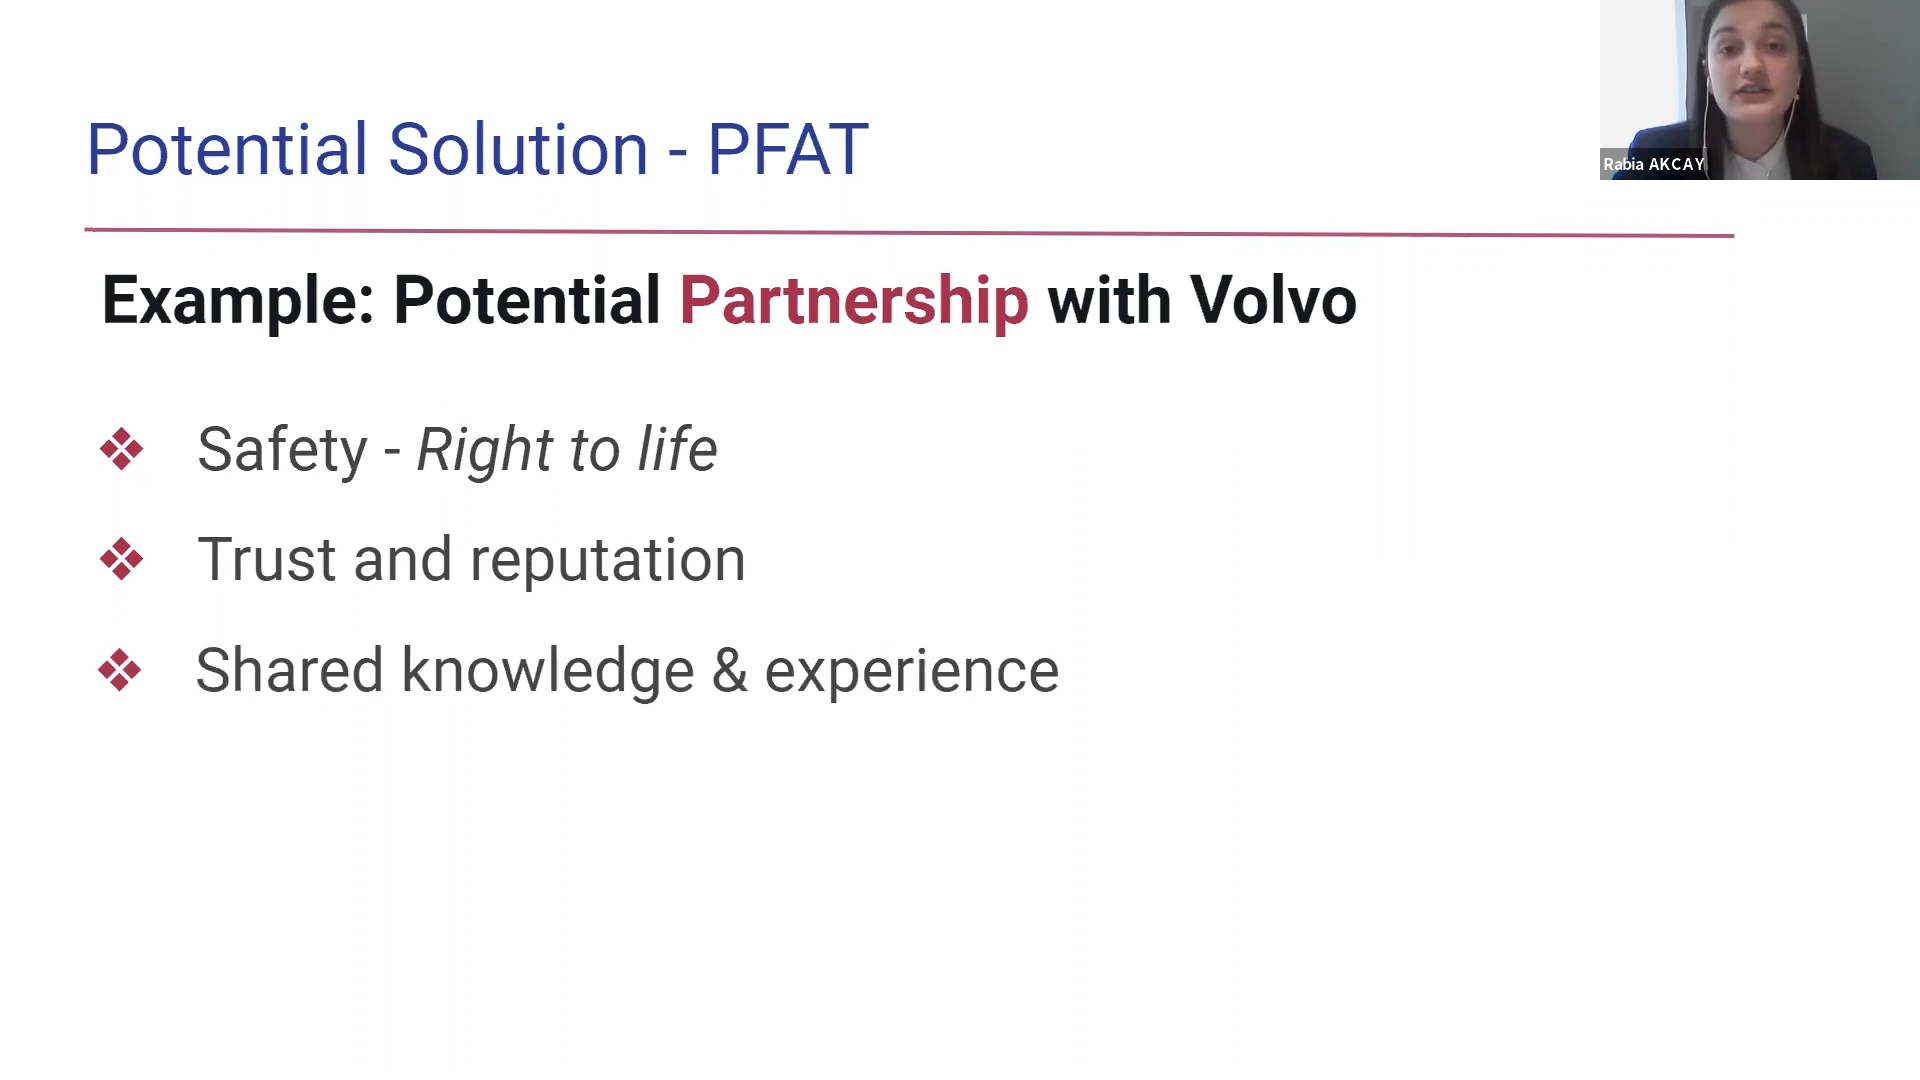 Potential Solution - PFAT
Rabia AKCAY
Example: Potential Partnership with Volvo
❖ Safety - Right to life
❖ Trust and reputation
❖ Shared knowledge & experience